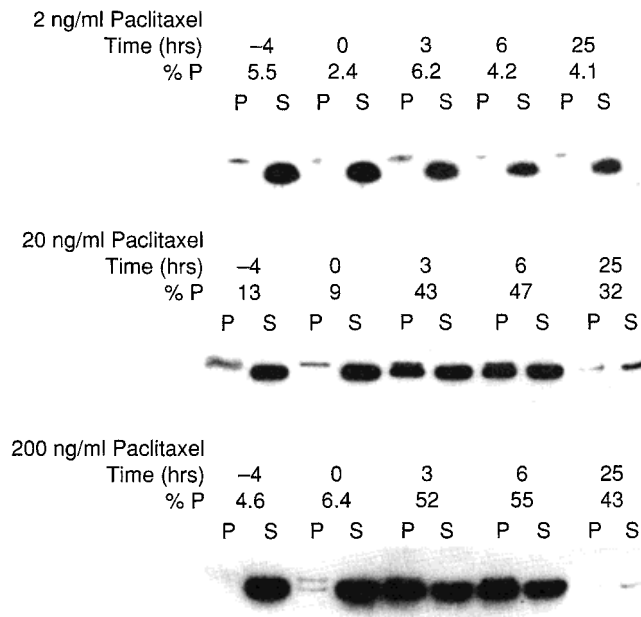 2 ng/ml Paclitaxel
Time (hrs) –4 0 3 6 25
% P 5.5 2.4 6.2 4.2 4.1
P S P S P S P S P S
20 ng/ml Paclitaxel
Time (hrs) –4 0 3 6 25
% P 13 9 43 47 32
P S P S P S P S P S
200 ng/ml Paclitaxel
Time (hrs) –4 0 3 6 25
% P 4.6 6.4 52 55 43
P S P S P S P S P S